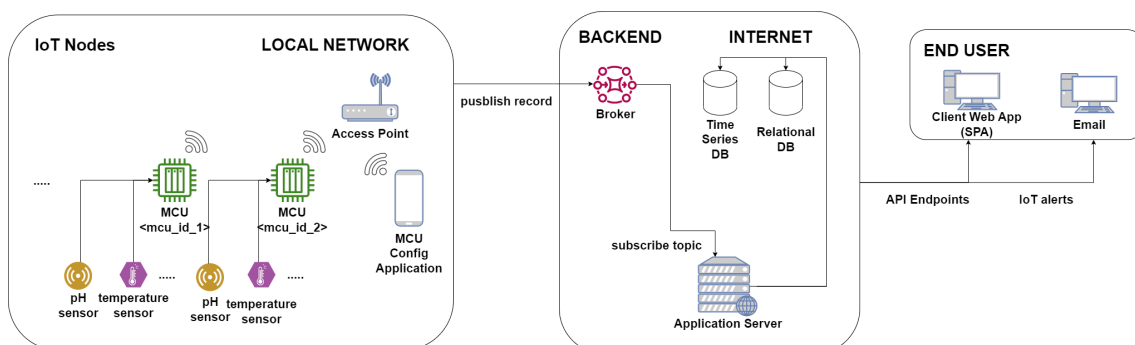 IoT Nodes
LOCAL NETWORK
Access Point
.....
MCU
<mcu_id_1>
MCU
<mcu_id_2>
MCU
Config
Application
pH
sensor
temperature
sensor
.....
pH
sensor
temperature
sensor
.....
pusblish record
BACKEND
INTERNET
Broker
Time
Series
DB
Relational
DB
subscribe topic
Application Server
END USER
Client Web App
(SPA)
Email
API Endpoints
IoT alerts